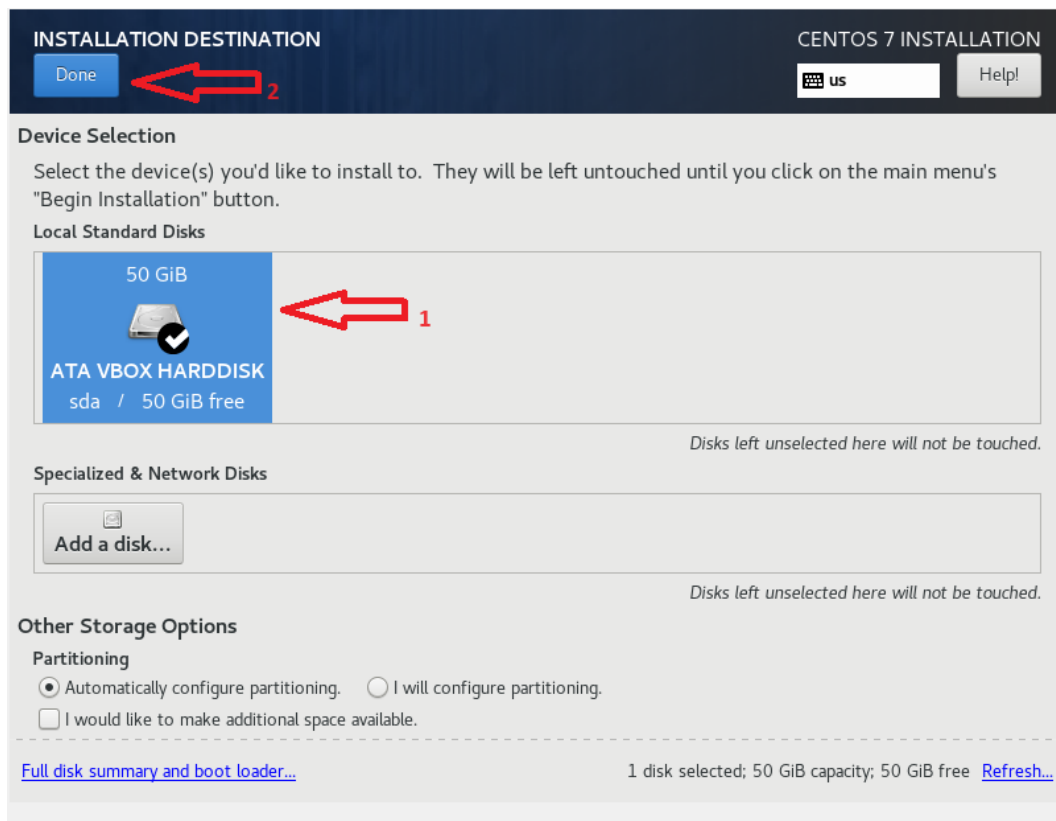 INSTALLATION DESTINATION
CENTOS 7 INSTALLATION
Done
2
us
Help!
Device Selection
Select the device(s) you'd like to install to. They will be left untouched until you click on the main menu's
"Begin Installation" button.
Local Standard Disks
50 GiB
1
ATA VBOX HARDDISK
sda / 50 GiB free
Disks left unselected here will not be touched.
Specialized & Network Disks
Add a disk...
Disks left unselected here will not be touched.
Other Storage Options
Partitioning
Automatically configure partitioning. I will configure partitioning.
I would like to make additional space available.
Full disk summary and boot loader... 1 disk selected; 50 GiB capacity; 50 GiB free Refresh...